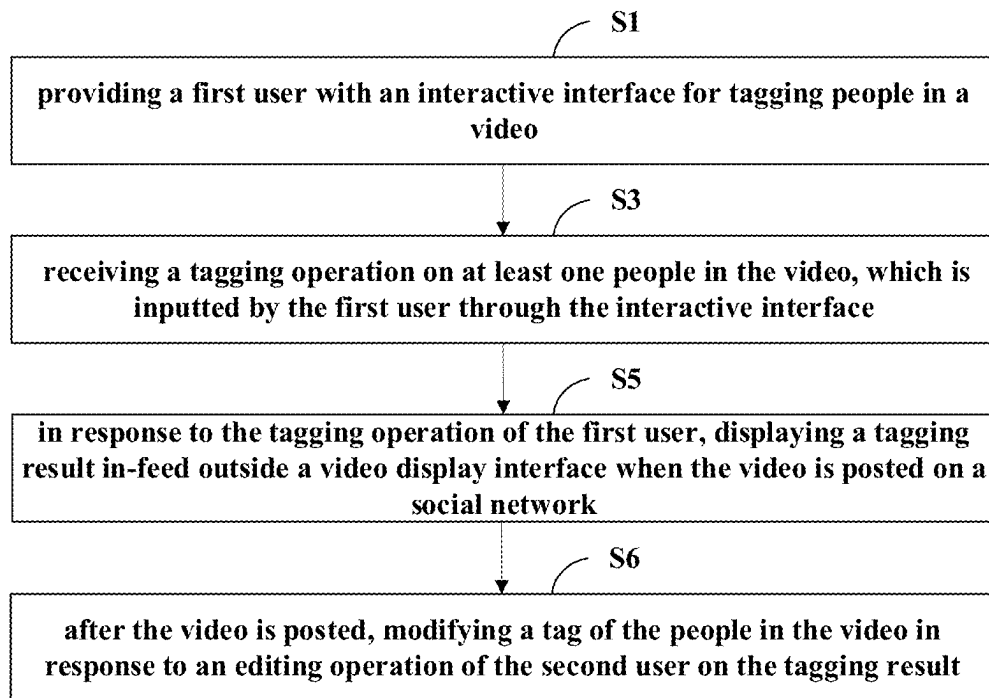 S1
providing a first user with an interactive interface for tagging people in a
video
S3
receiving a tagging operation on at least one people in the video, which is
inputted by the first user through the interactive interface
S5
in response to the tagging operation of the first user, displaying a tagging
result in-feed outside a video display interface when the video is posted on a
social network
S6
after the video is posted, modifying a tag of the people in the video in
response to an editing operation of the second user on the tagging result